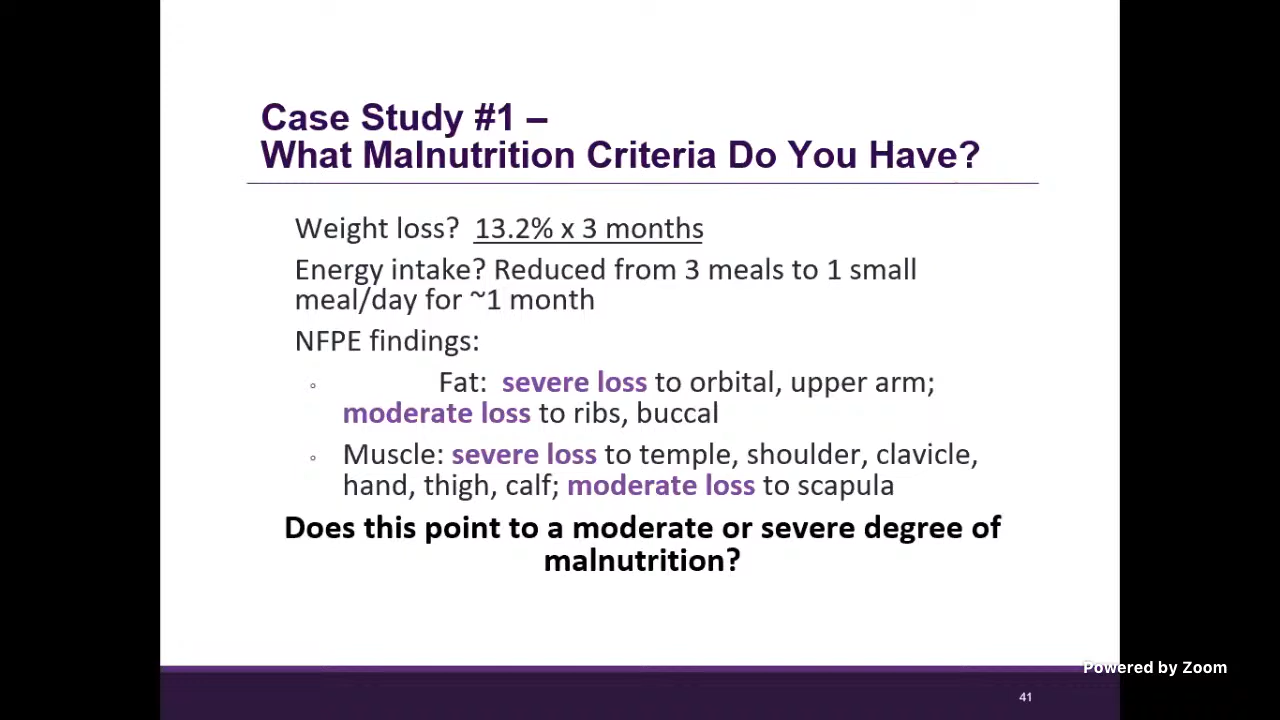 Case Study #1 –
What Malnutrition Criteria Do You Have?
Weight loss? 13.2% x 3 months
Energy intake? Reduced from 3 meals to 1 small
meal/day for ~1 month
NFPE findings:
◦ Fat: severe loss to orbital, upper arm;
moderate loss to ribs, buccal
◦ Muscle: severe loss to temple, shoulder, clavicle,
hand, thigh, calf; moderate loss to scapula
Does this point to a moderate or severe degree of
malnutrition?
Powered by Zoom
41